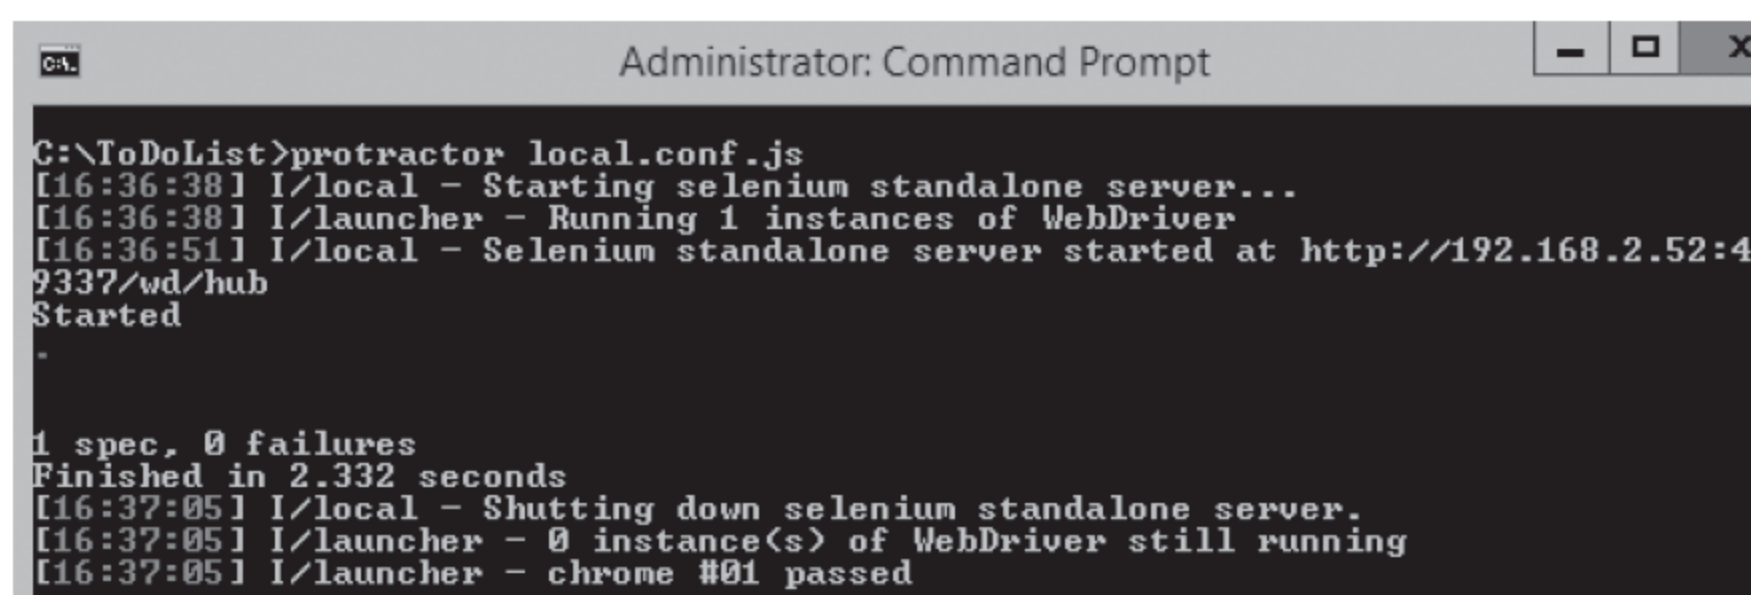 Administrator: Command Prompt
C:\ToDoList>protractor local.conf.js
[16:36:38] I/local - Starting selenium standalone server...
[16:36:38] I/launcher - Running 1 instances of WebDriver
[16:36:51] I/local - Selenium standalone server started at http://192.168.2.52:4
9337/wd/hub
Started
.
1 spec, 0 failures
Finished in 2.332 seconds
[16:37:05] I/local - Shutting down selenium standalone server.
[16:37:05] I/launcher - 0 instance(s) of WebDriver still running
[16:37:05] I/launcher - chrome #01 passed